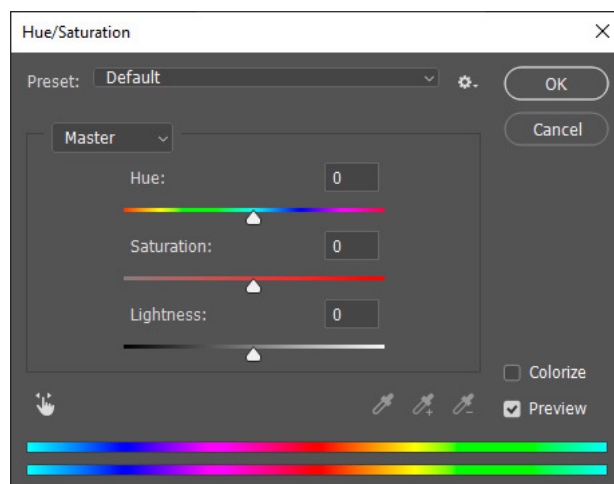 Hue/Saturation
Preset: Default
OK
Cancel
Master
Hue: 0
Saturation: 0
Lightness: 0
Colorize
Preview